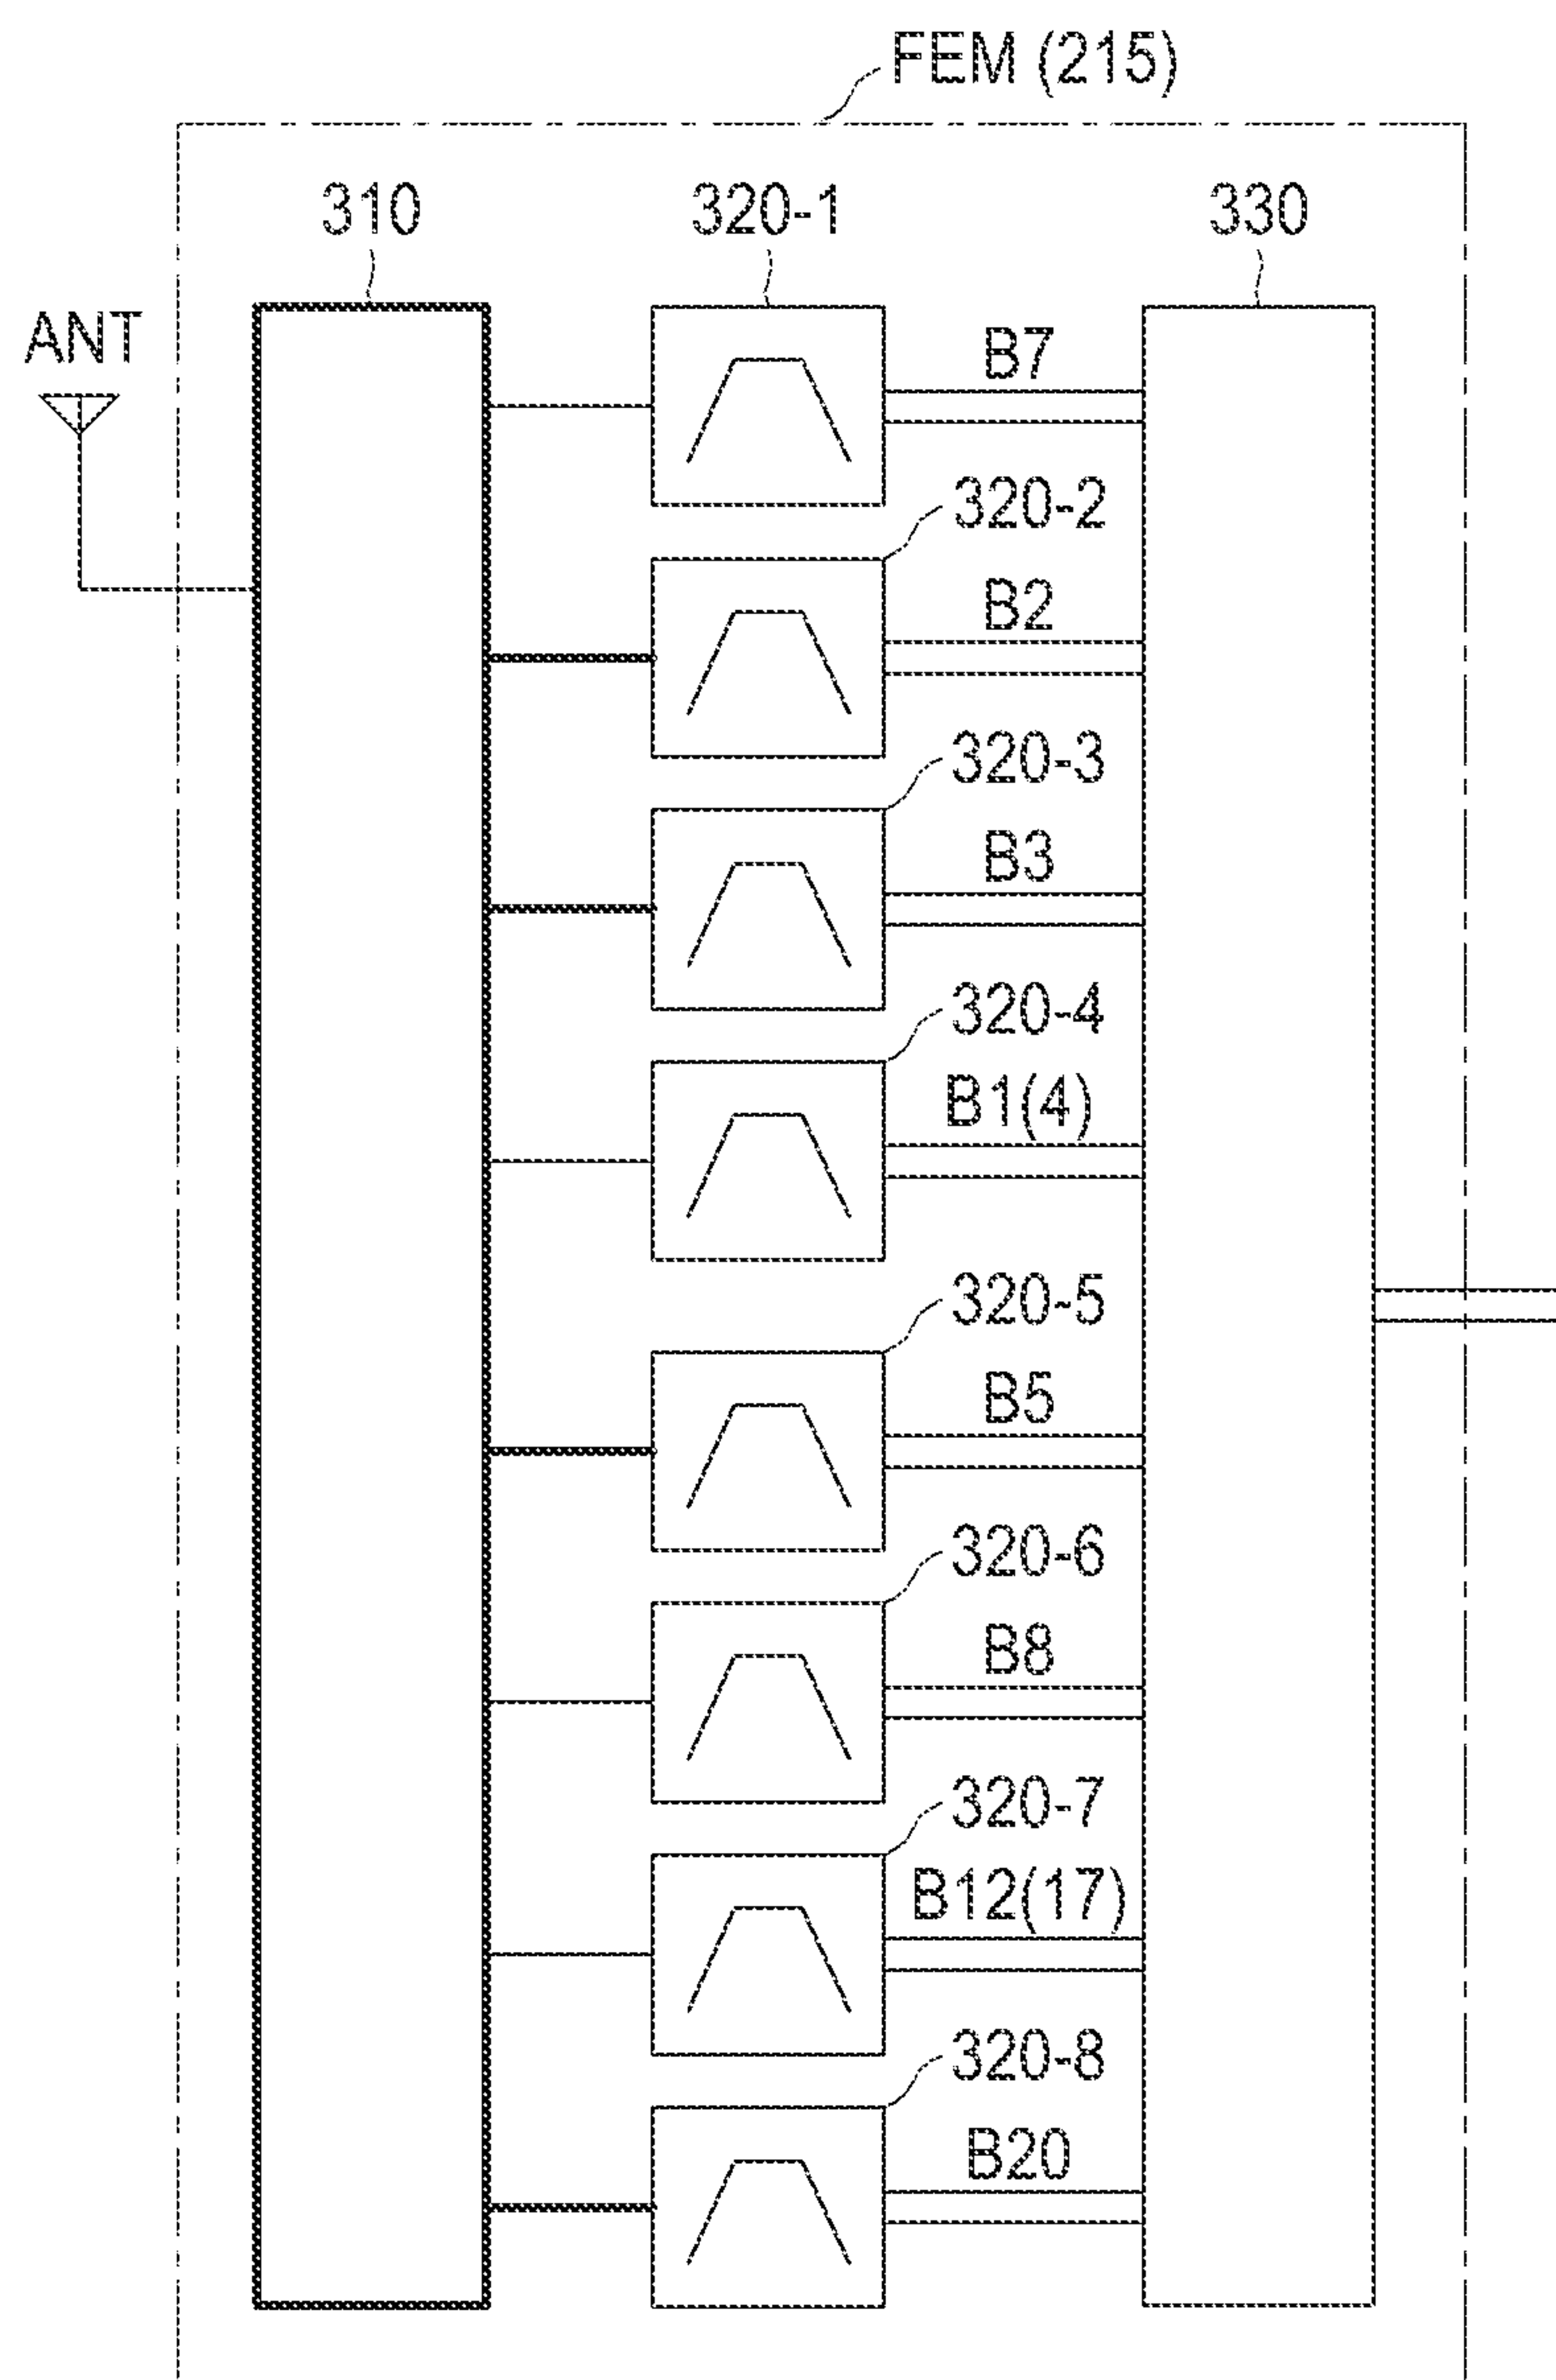 FEM (215)
310
320-1
330
ANT
B7
320-2
B2
320-3
B3
320-4
B1(4)
320-5
B5
320-6
B8
320-7
B12(17)
320-8
B20